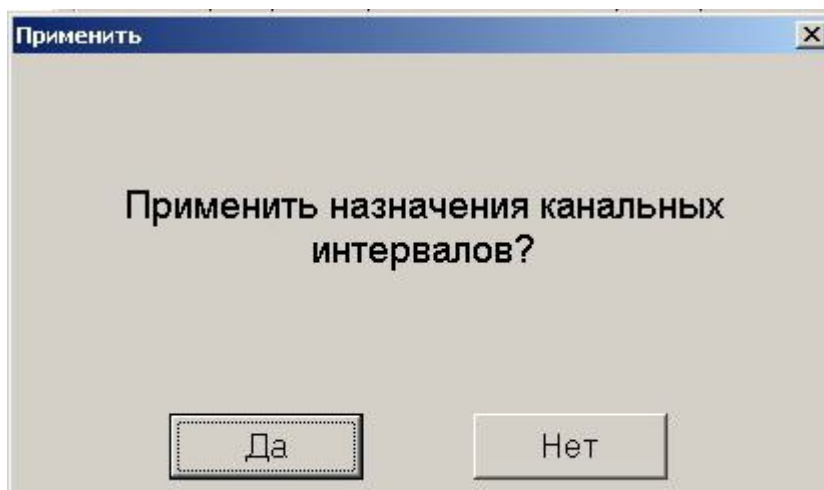 Применить
Применить назначения канальных
интервалов?
Да
Нет